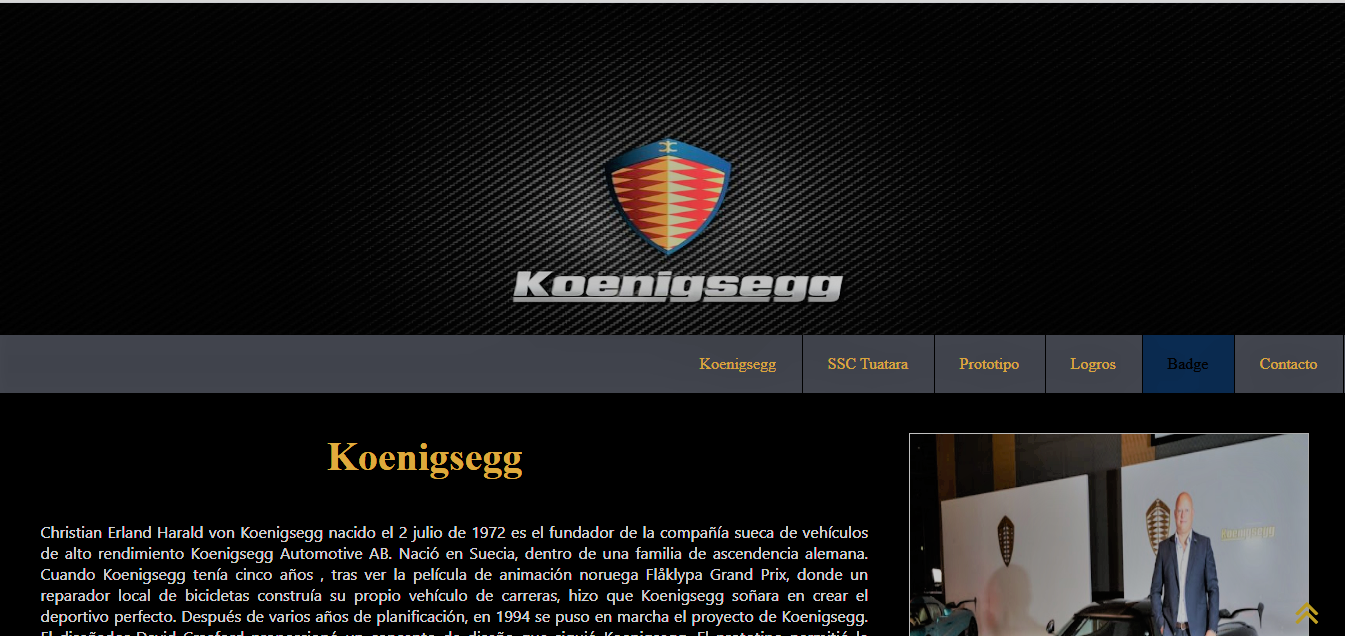 Koenigsegg
Koenigsegg SSC Tuatara Prototipo Logros Badge Contacto
Koenigsegg
Christian Erland Harald von Koenigsegg nacido el 2 julio de 1972 es el fundador de la compañía sueca de vehículos
de alto rendimiento Koenigsegg Automotive AB. Nació en Suecia, dentro de una familia de ascendencia alemana.
Cuando Koenigsegg tenía cinco años , tras ver la película de animación noruega Flåklypa Grand Prix, donde un
reparador local de bicicletas construía su propio vehículo de carreras, hizo que Koenigsegg soñara en crear el
deportivo perfecto. Después de varios años de planificación, en 1994 se puso en marcha el proyecto de Koenigsegg.